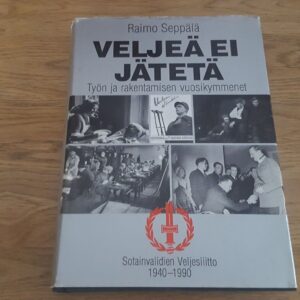 Raimo Seppälä
VELJEÄ EI
JÄTETÄ
Työn ja rakentamisen vuosikymmenet
Sotainvalidien Veljesliitto
1940–1990